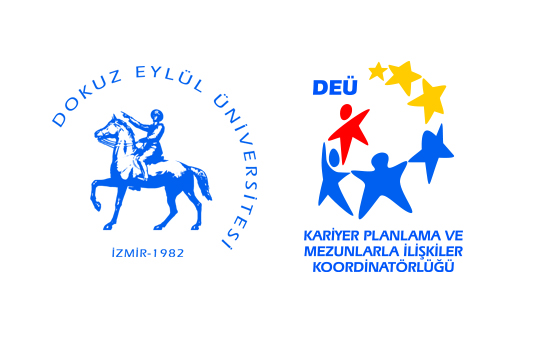 DOKUZ EYLÜL ÜNİVERSİTESİ
İZMİR-1982
DEÜ
KARİYER PLANLAMA VE
MEZUNLARLA İLİŞKİLER
KOORDİNATÖRLÜĞÜ